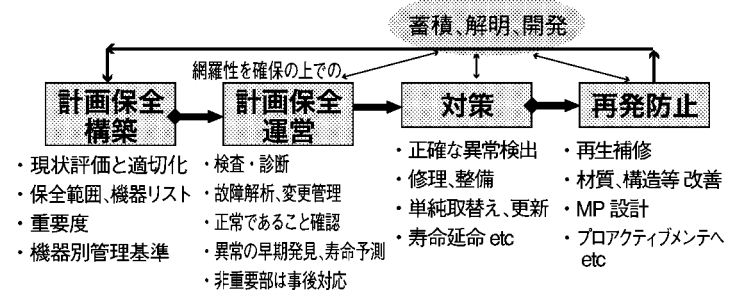 蓄積、解明、開発
網羅性を確保の上での
計画保全
構築
計画保全
運営
対策
再発防止
・現状評価と適切化
・保全範囲、機器リスト
・重要度
・機器別管理基準
・検査・診断
・故障解析、変更管理
・正常であること確認
・異常の早期発見、寿命予測
・非重要部は事後対応
・正確な異常検出
・修理、整備
・単純取替え、更新
・寿命延命 etc
・再生補修
・材質、構造等 改善
・MP 設計
・プロアクティブメンテへ
etc